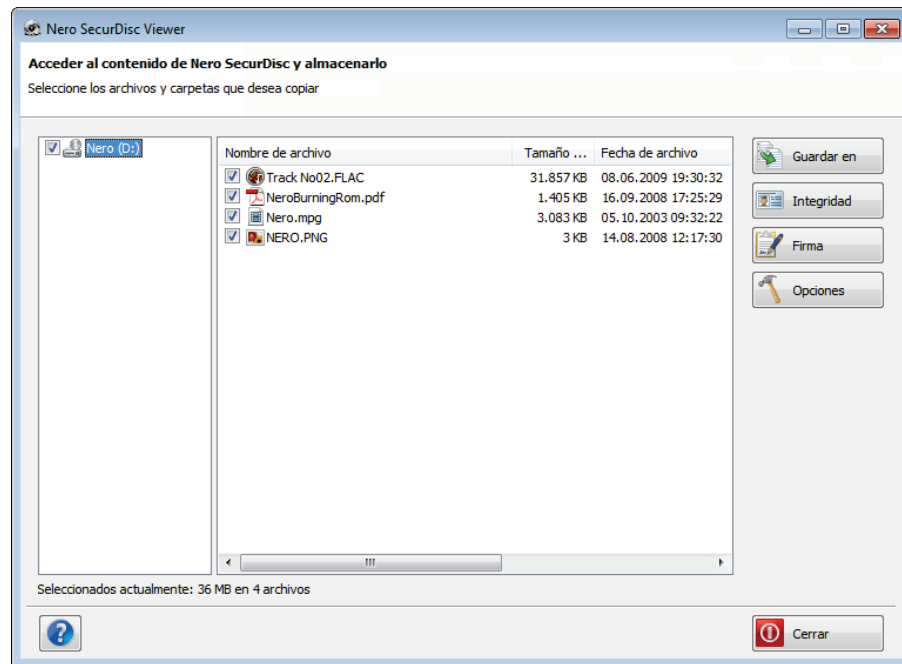 Nero SecurDisc Viewer
Acceder al contenido de Nero SecurDisc y almacenarlo
Seleccione los archivos y carpetas que desea copiar
Nero (D:)
Nombre de archivo Tamaño ... Fecha de archivo
Track No02.FLAC 31.857 KB 08.06.2009 19:30:32
NeroBurningRom.pdf 1.405 KB 16.09.2008 17:25:29
Nero.mpg 3.083 KB 05.10.2003 09:32:22
NERO.PNG 3 KB 14.08.2008 12:17:30
Guardar en
Integridad
Firma
Opciones
Seleccionados actualmente: 36 MB en 4 archivos
Cerrar